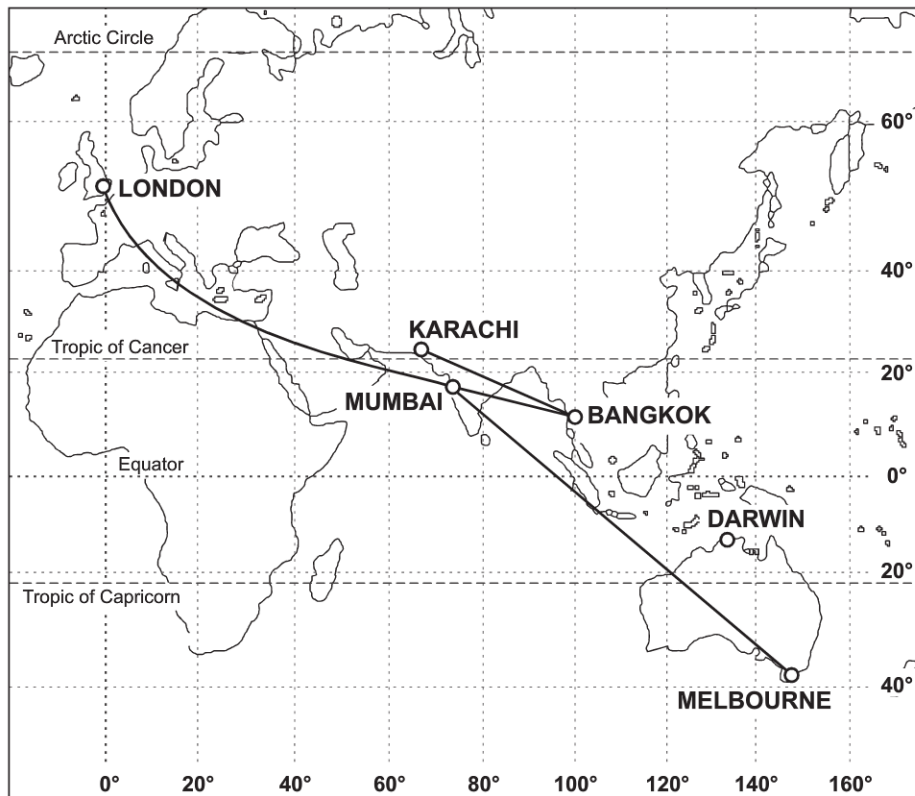 Arctic Circle
60°
LONDON
40°
KARACHI
Tropic of Cancer
20°
MUMBAI
BANGKOK
Equator
0°
DARWIN
20°
Tropic of Capricorn
40°
MELBOURNE
0° 20° 40° 60° 80° 100° 120° 140° 160°